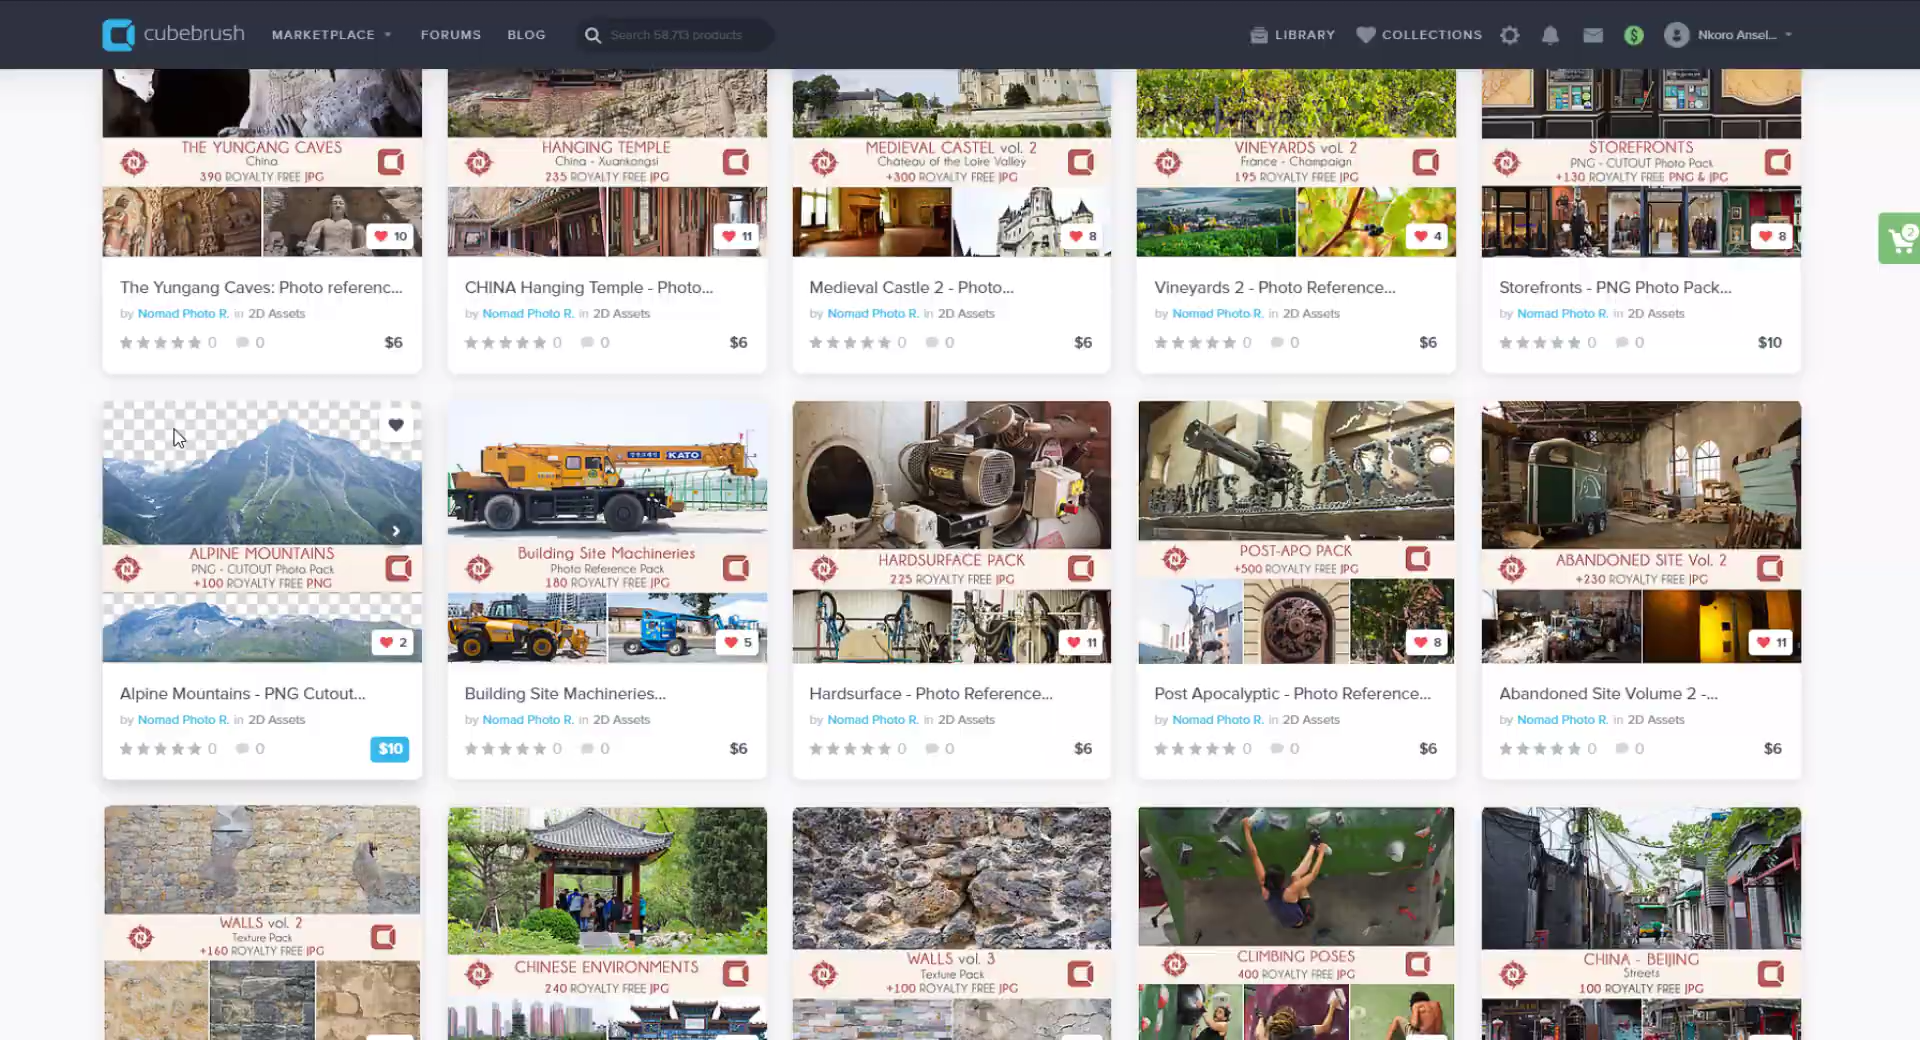 cubebrush MARKETPLACE FORUMS BLOG Search 58,713 products LIBRARY COLLECTIONS $ Nkoro Ansel...
THE YUNGANG CAVES
China
390 ROYALTY FREE JPG
HANGING TEMPLE
China - Xuankongsi
235 ROYALTY FREE JPG
MEDIEVAL CASTEL vol. 2
Chateau of the Loire Valley
+300 ROYALTY FREE JPG
VINEYARDS vol. 2
France - Champaign
195 ROYALTY FREE JPG
STOREFRONTS
PNG - CUTOUT Photo Pack
+130 ROYALTY FREE PNG & JPG
10
11
8
4
8
2
The Yungang Caves: Photo referenc...
by Nomad Photo R. in 2D Assets
0 0 $6
CHINA Hanging Temple - Photo...
by Nomad Photo R. in 2D Assets
0 0 $6
Medieval Castle 2 - Photo...
by Nomad Photo R. in 2D Assets
0 0 $6
Vineyards 2 - Photo Reference...
by Nomad Photo R. in 2D Assets
0 0 $6
Storefronts - PNG Photo Pack...
by Nomad Photo R. in 2D Assets
0 0 $10
KATO
ALPINE MOUNTAINS
PNG - CUTOUT Photo Pack
+100 ROYALTY FREE PNG
Building Site Machineries
Photo Reference Pack
180 ROYALTY FREE JPG
HARDSURFACE PACK
225 ROYALTY FREE JPG
POST-APO PACK
+500 ROYALTY FREE JPG
ABANDONED SITE Vol. 2
+230 ROYALTY FREE JPG
2
5
11
8
11
Alpine Mountains - PNG Cutout...
by Nomad Photo R. in 2D Assets
0 0 $10
Building Site Machineries...
by Nomad Photo R. in 2D Assets
0 0 $6
Hardsurface - Photo Reference...
by Nomad Photo R. in 2D Assets
0 0 $6
Post Apocalyptic - Photo Reference...
by Nomad Photo R. in 2D Assets
0 0 $6
Abandoned Site Volume 2 -...
by Nomad Photo R. in 2D Assets
0 0 $6
WALLS vol. 2
Texture Pack
+160 ROYALTY FREE JPG
CHINESE ENVIRONMENTS
240 ROYALTY FREE JPG
WALLS vol. 3
Texture Pack
+100 ROYALTY FREE JPG
CLIMBING POSES
400 ROYALTY FREE JPG
CHINA - BEIJING
Streets
100 ROYALTY FREE JPG